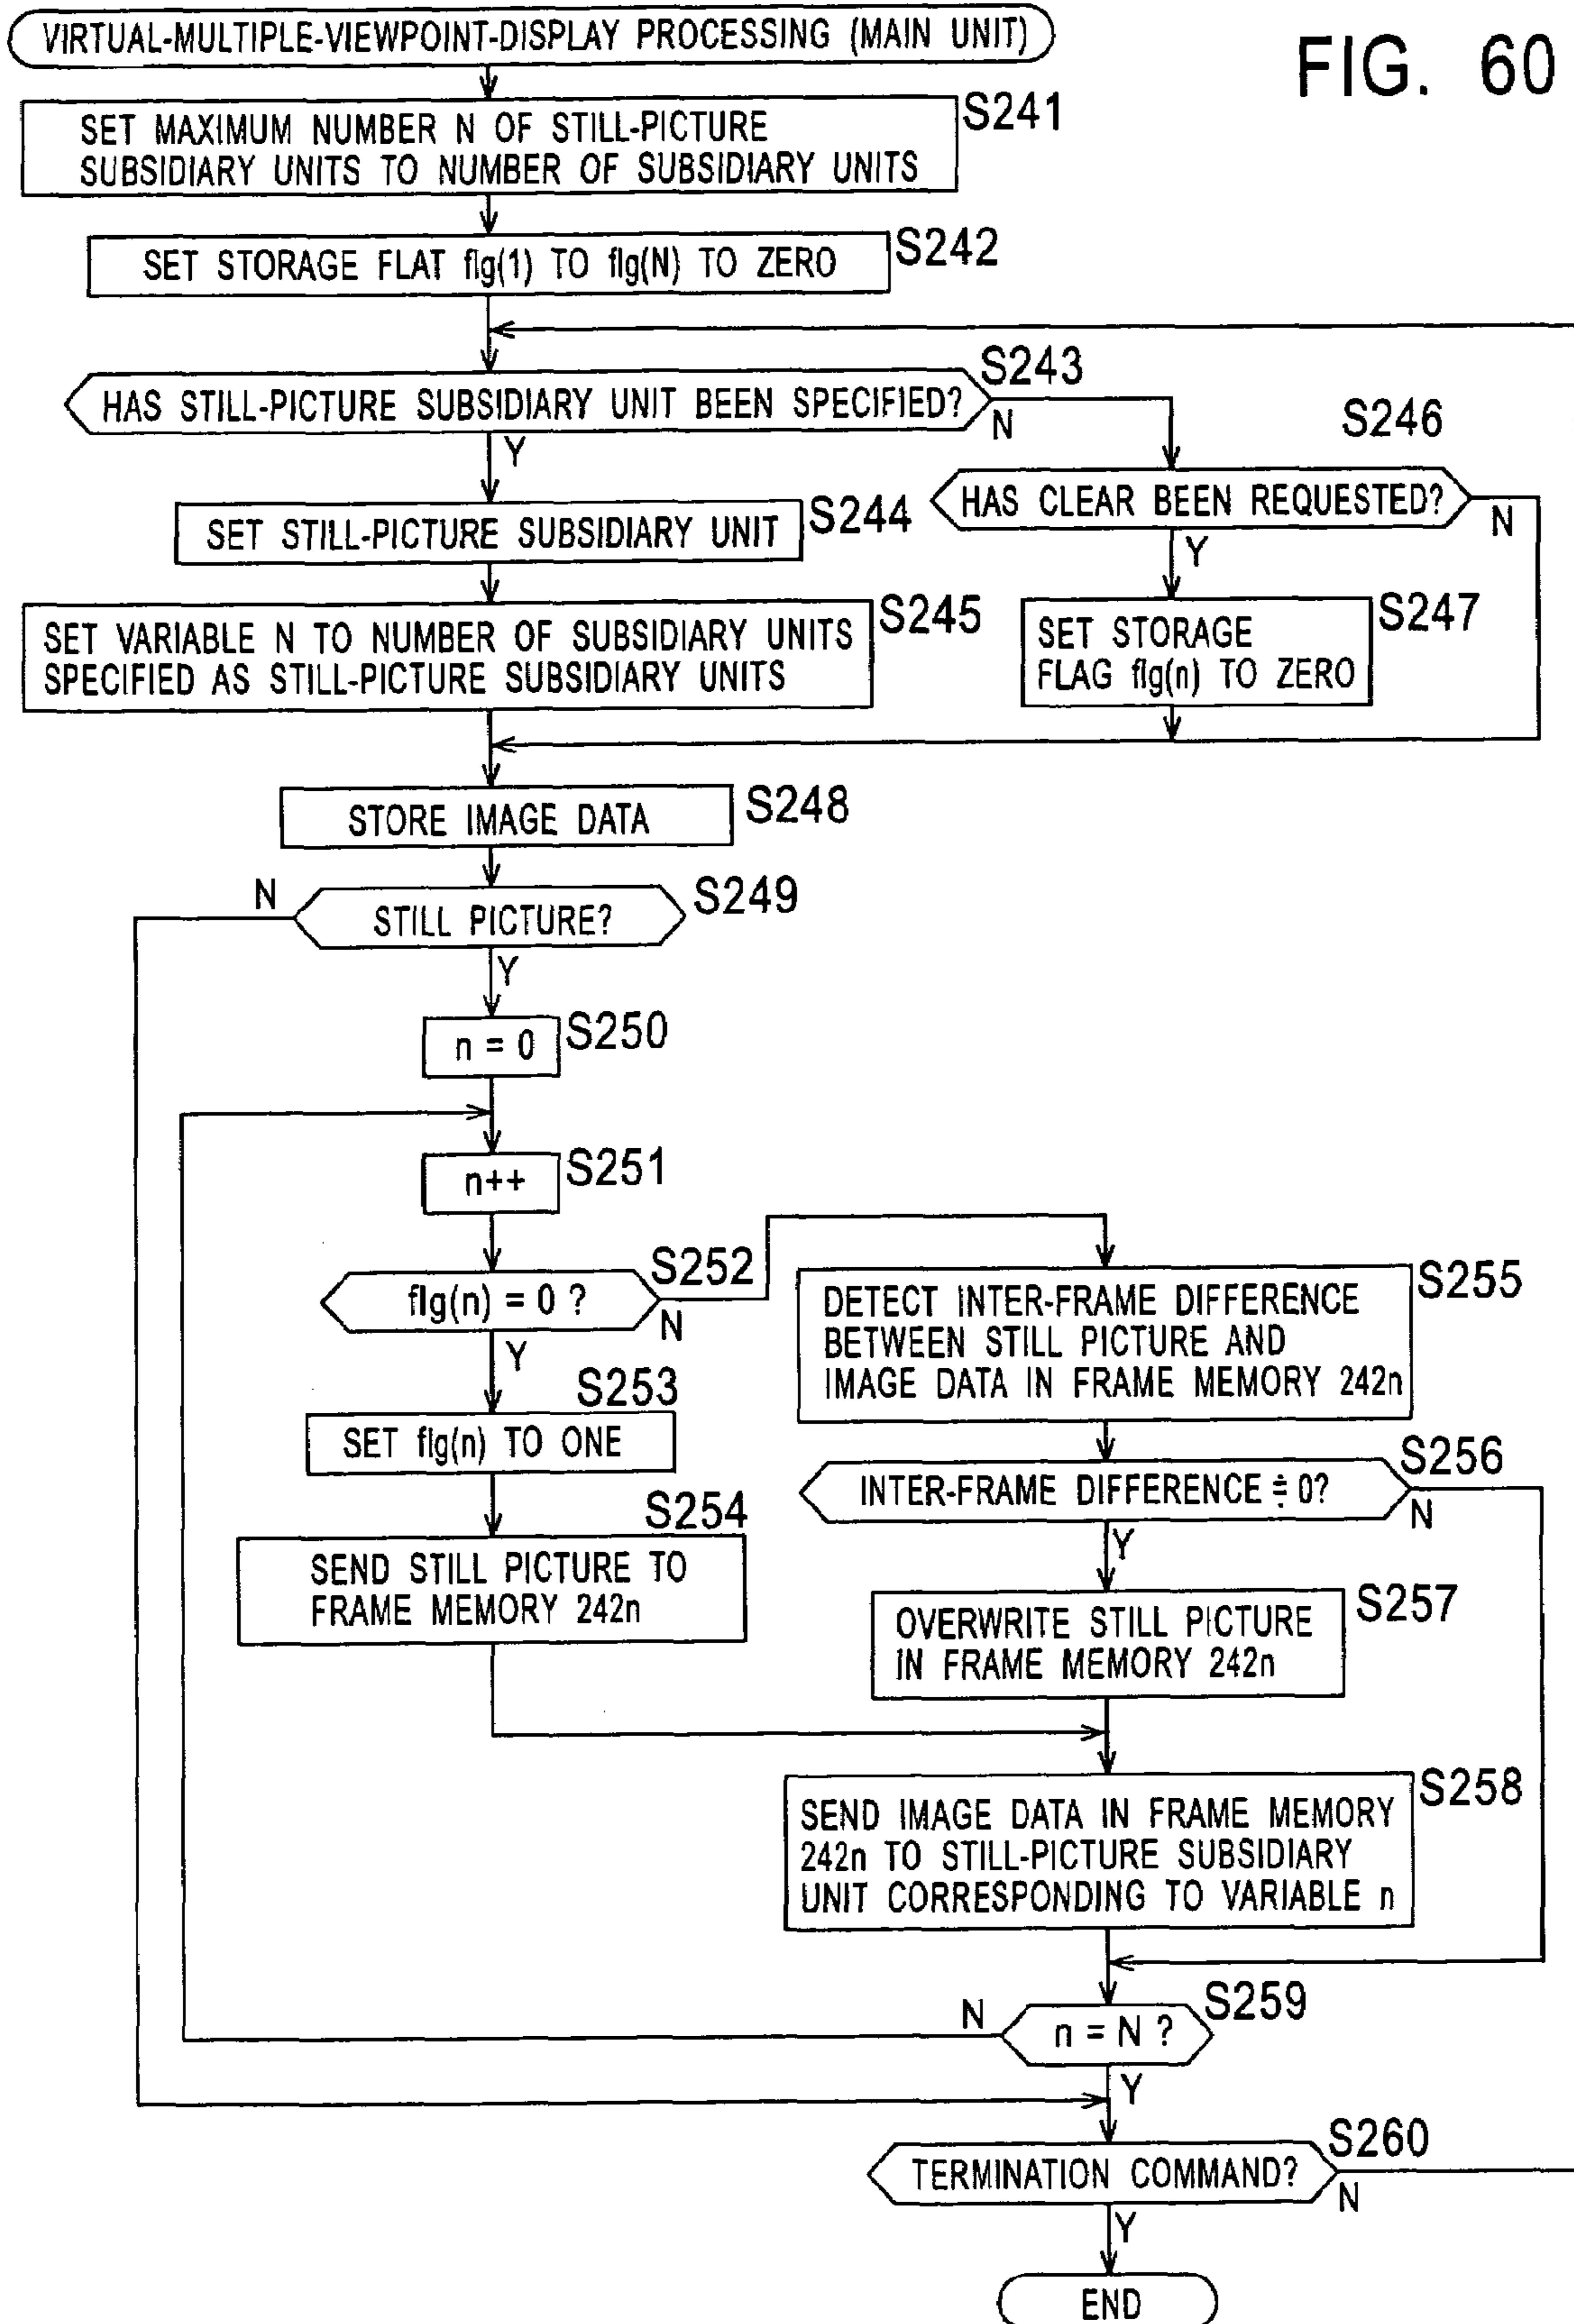 VIRTUAL-MULTIPLE-VIEWPOINT-DISPLAY PROCESSING (MAIN UNIT)
FIG. 60
S241
SET MAXIMUM NUMBER N OF STILL-PICTURE
SUBSIDIARY UNITS TO NUMBER OF SUBSIDIARY UNITS
S242
SET STORAGE FLAT flg(1) TO flg(N) TO ZERO
S243
HAS STILL-PICTURE SUBSIDIARY UNIT BEEN SPECIFIED?
N
Y
S246
HAS CLEAR BEEN REQUESTED?
N
Y
S244
SET STILL-PICTURE SUBSIDIARY UNIT
S245
SET VARIABLE N TO NUMBER OF SUBSIDIARY UNITS
SPECIFIED AS STILL-PICTURE SUBSIDIARY UNITS
S247
SET STORAGE
FLAG flg(n) TO ZERO
S248
STORE IMAGE DATA
S249
N
STILL PICTURE?
Y
S250
n = 0
S251
n++
S252
flg(n) = 0 ?
N
Y
S253
SET flg(n) TO ONE
S254
SEND STILL PICTURE TO
FRAME MEMORY 242n
S255
DETECT INTER-FRAME DIFFERENCE
BETWEEN STILL PICTURE AND
IMAGE DATA IN FRAME MEMORY 242n
S256
INTER-FRAME DIFFERENCE ≑ 0?
N
Y
S257
OVERWRITE STILL PICTURE
IN FRAME MEMORY 242n
S258
SEND IMAGE DATA IN FRAME MEMORY
242n TO STILL-PICTURE SUBSIDIARY
UNIT CORRESPONDING TO VARIABLE n
S259
N
n = N ?
Y
S260
TERMINATION COMMAND?
N
Y
END